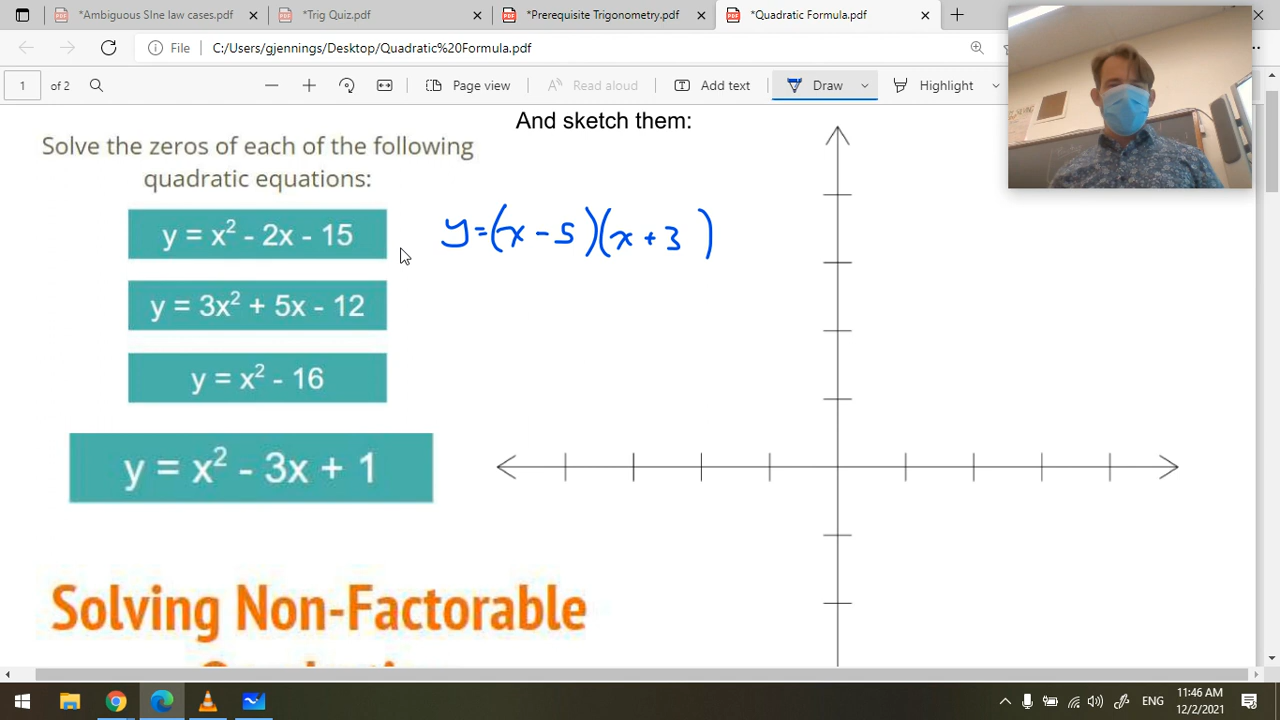 *Ambiguous SIne law cases.pdf
*Trig Quiz.pdf
*Prerequisite Trigonometry.pdf
*Quadratic Formula.pdf
File
C:/Users/gjennings/Desktop/Quadratic%20Formula.pdf
1 of 2
Page view
Read aloud
Add text
Draw
Highlight
And sketch them:
Solve the zeros of each of the following
quadratic equations:
y = x² - 2x - 15
y=(x-5)(x+3)
y = 3x² + 5x - 12
y = x² - 16
y = x² - 3x + 1
Solving Non-Factorable
ENG
11:46 AM
12/2/2021